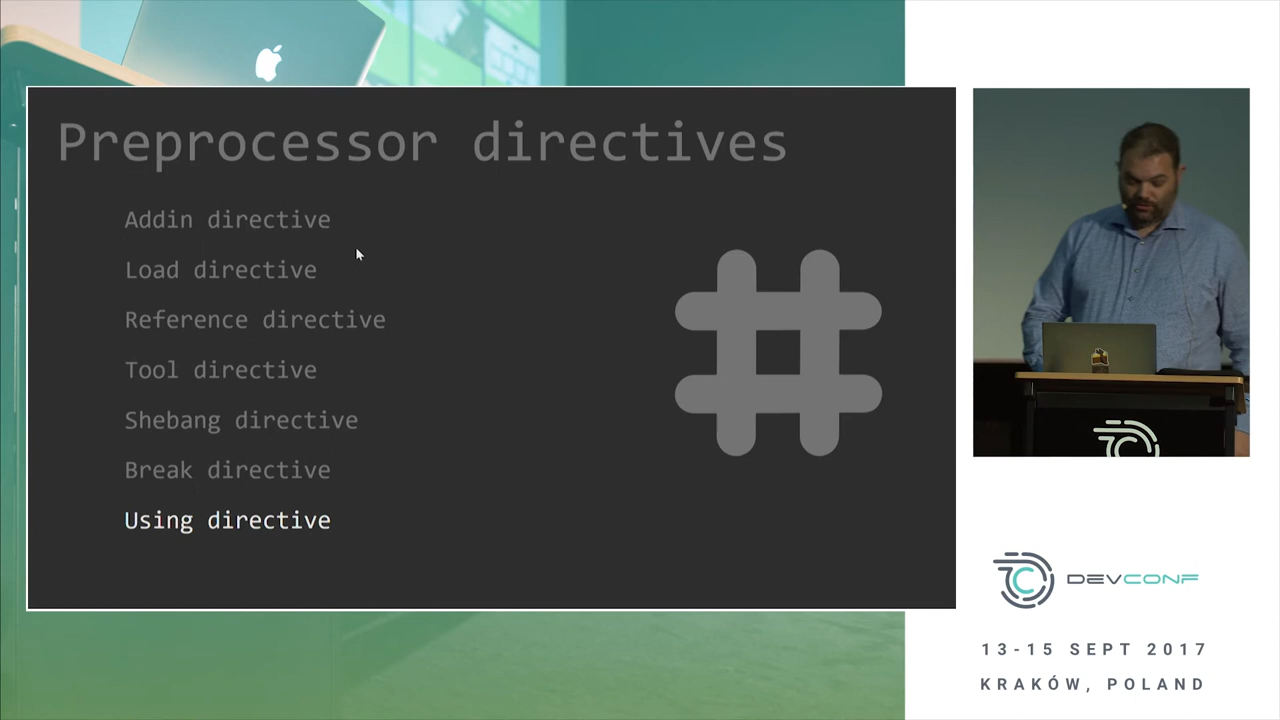 Preprocessor directives
Addin directive
Load directive
Reference directive
Tool directive
Shebang directive
Break directive
Using directive
DEVCONF
13-15 SEPT 2017
KRAKÓW, POLAND